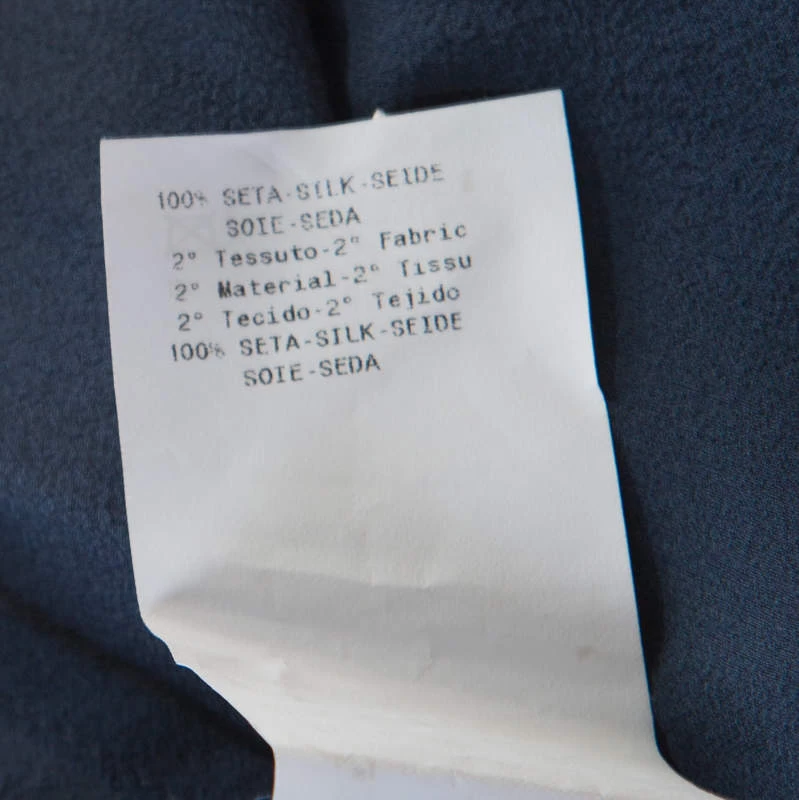 100% SETA-SILK-SEIDE
SOIE-SEDA
2° Tessuto-2° Fabric
2° Material-2° Tissu
2° Tecido-2° Tejido
100% SETA-SILK-SEIDE
SOIE-SEDA